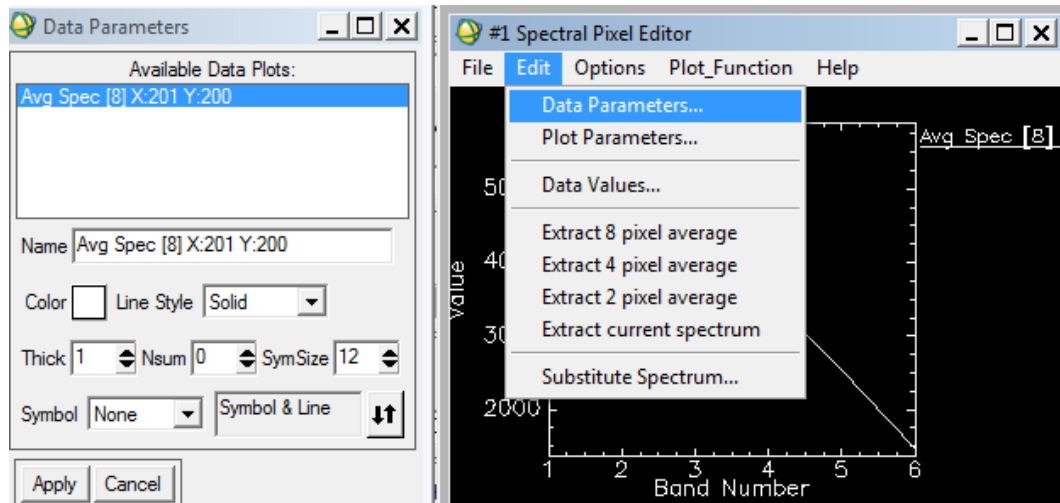 Data Parameters
Available Data Plots:
Avg Spec [8] X:201 Y:200
Name Avg Spec [8] X:201 Y:200
Color Line Style Solid
Thick 1 Nsum 0 SymSize 12
Symbol None Symbol & Line
Apply Cancel
#1 Spectral Pixel Editor
File Edit Options Plot_Function Help
Data Parameters...
Plot Parameters...
Data Values...
Extract 8 pixel average
Extract 4 pixel average
Extract 2 pixel average
Extract current spectrum
Substitute Spectrum...
Avg Spec [8]
Value
2000
1 2 3 4 5 6
Band Number